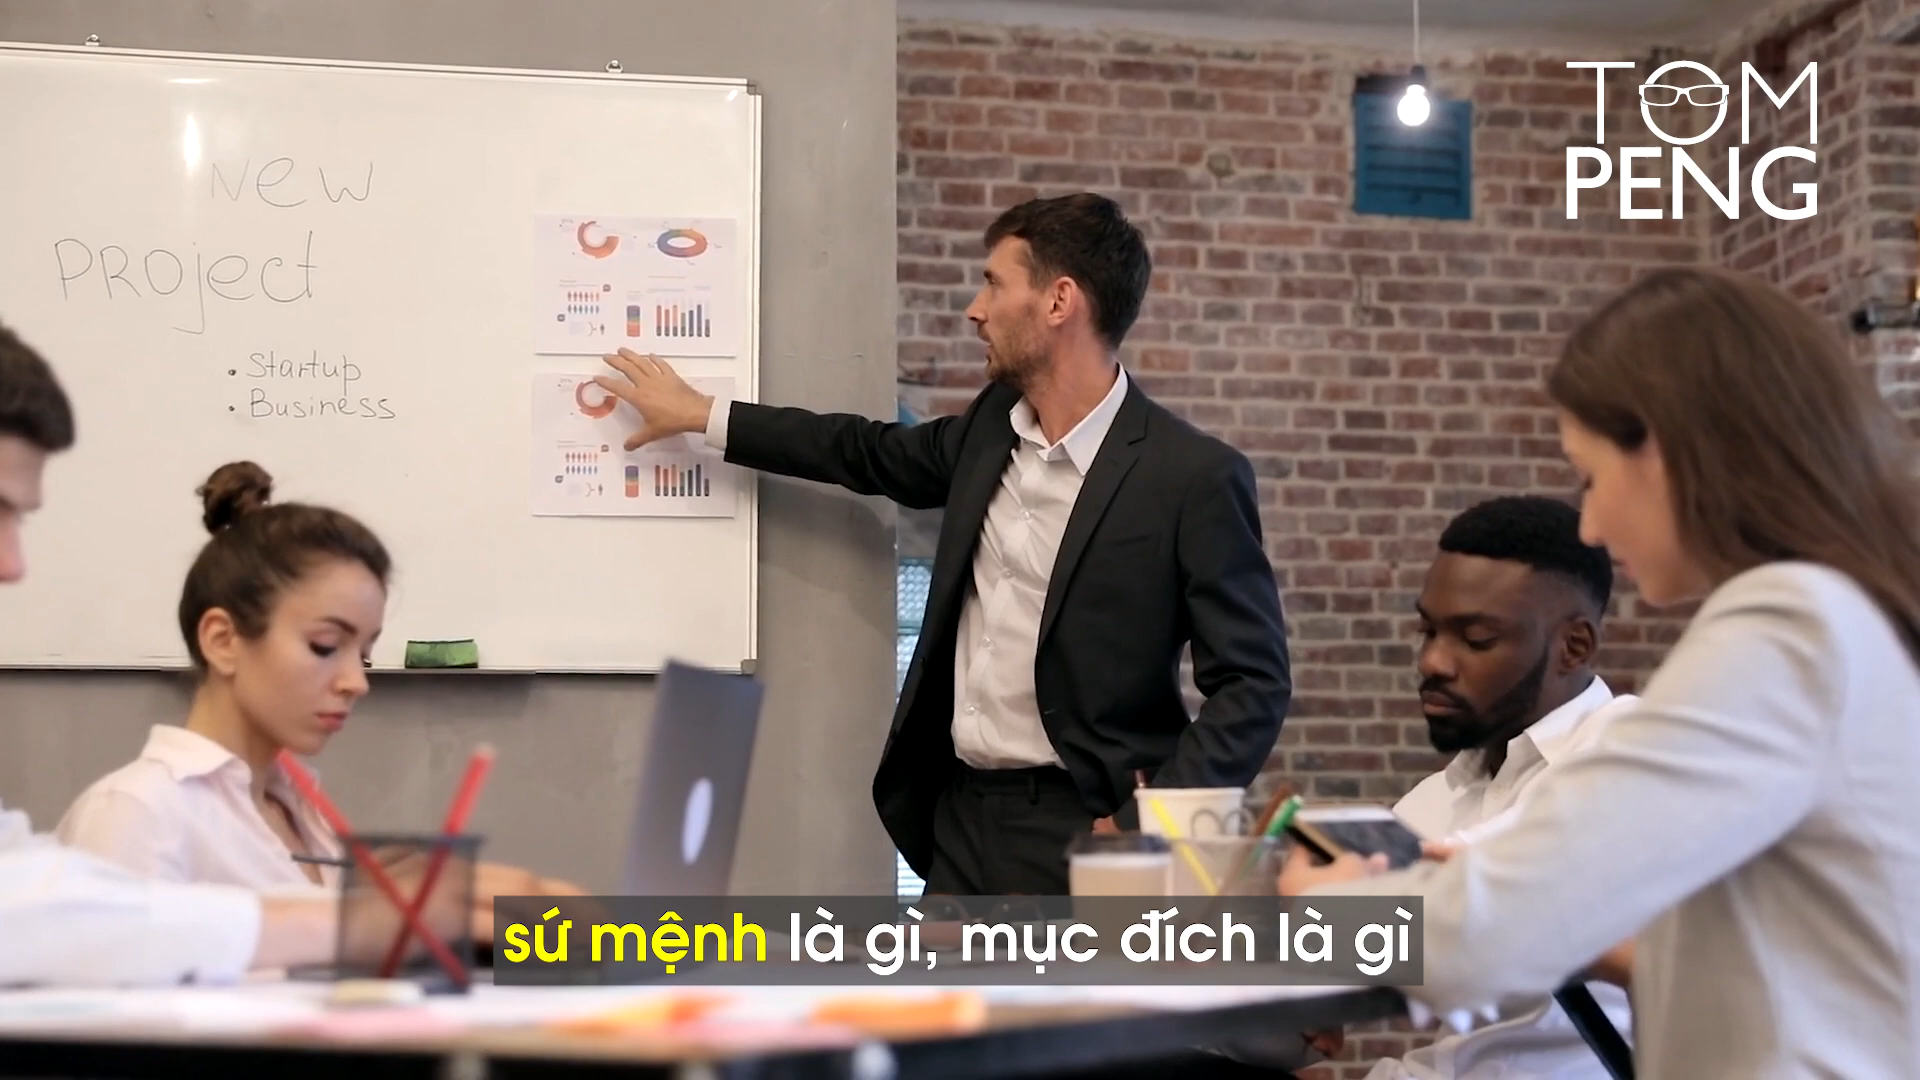 TOM
PENG
New
PROject
• Startup
• Business
sứ mệnh là gì, mục đích là gì